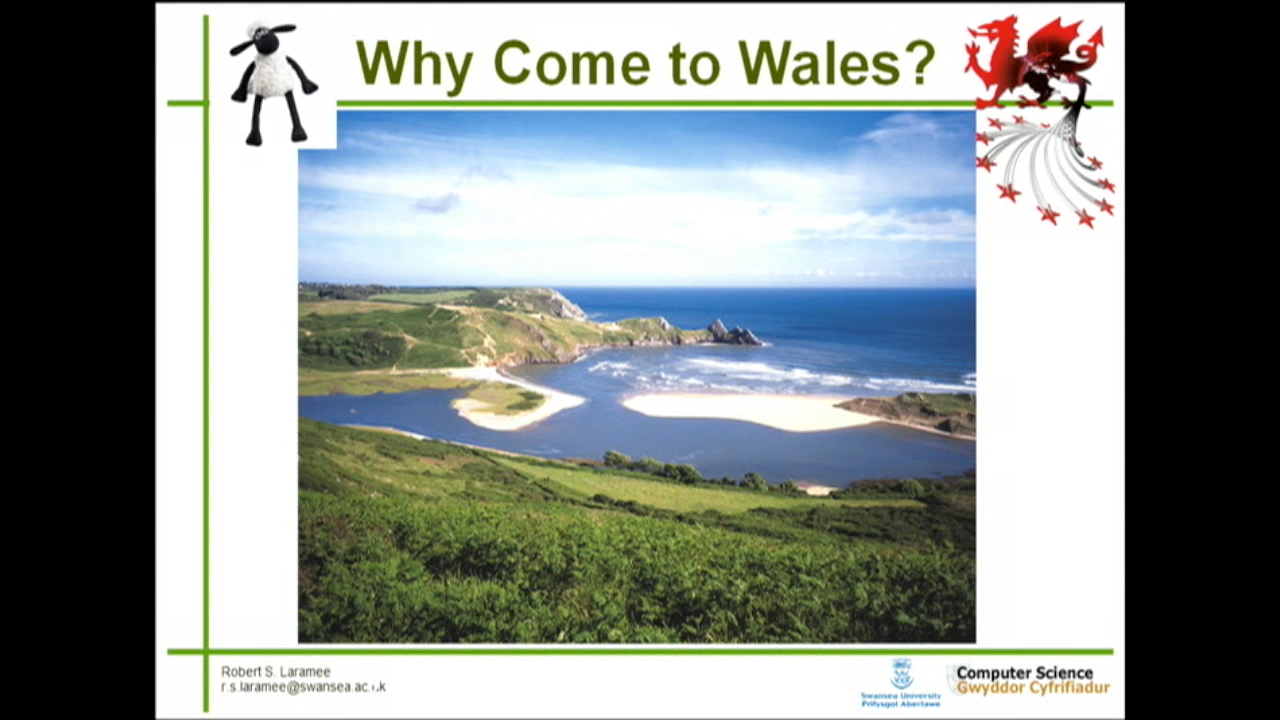 Why Come to Wales?
Robert S. Laramee
r.s.laramee@swansea.ac.uk
Swansea University
Prifysgol Abertawe
Computer Science
Gwyddor Cyfrifiadur